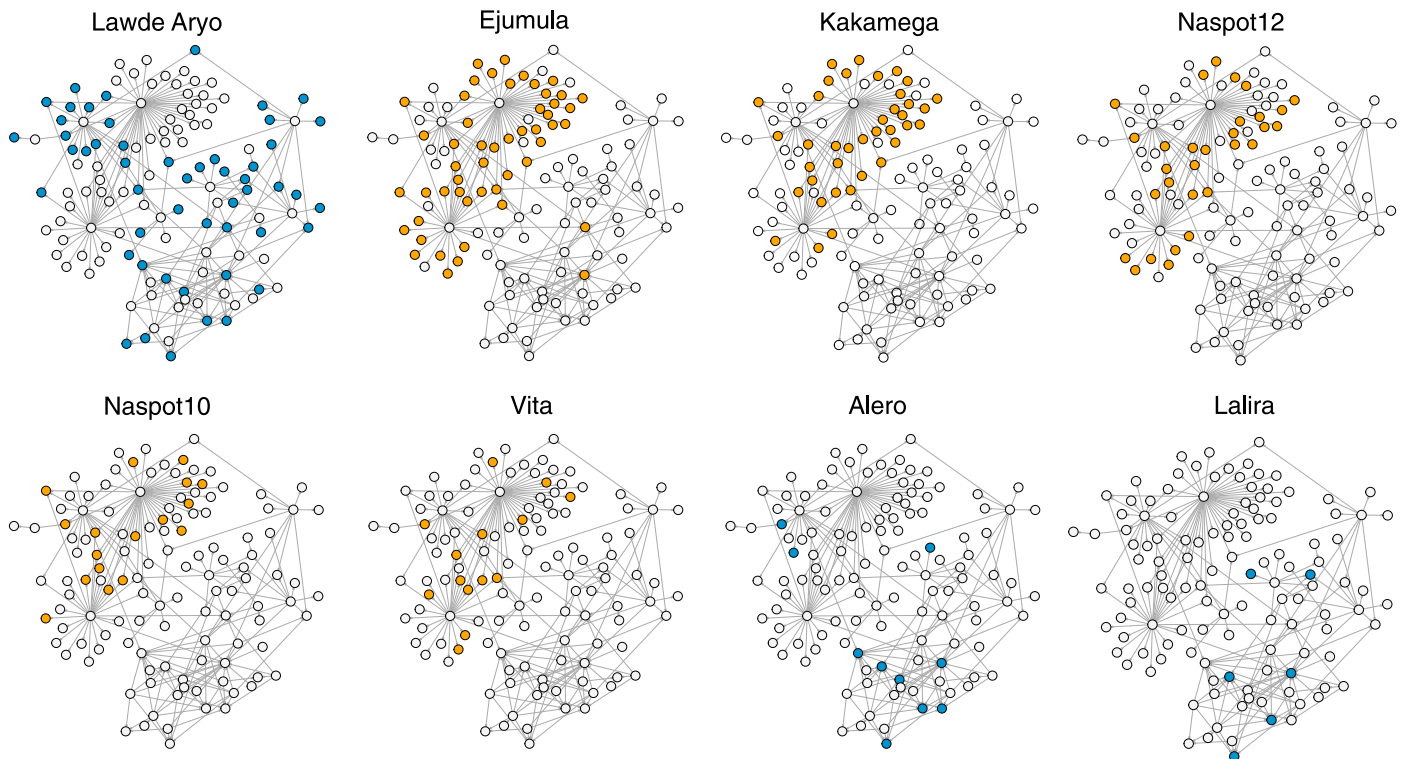 Lawde Aryo
Ejumula
Kakamega
Naspot12
Naspot10
Vita
Alero
Lalira